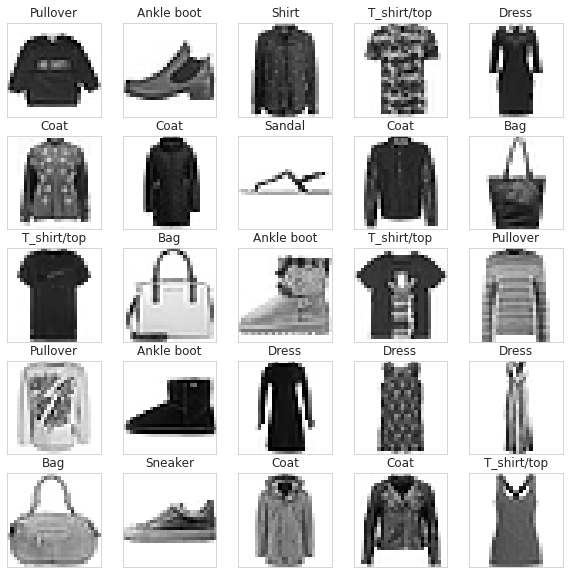 Pullover
Ankle boot
Shirt
T_shirt/top
Dress
Coat
Coat
Sandal
Coat
Bag
T_shirt/top
Bag
Ankle boot
T_shirt/top
Pullover
Pullover
Ankle boot
Dress
Dress
Dress
Bag
Sneaker
Coat
Coat
T_shirt/top